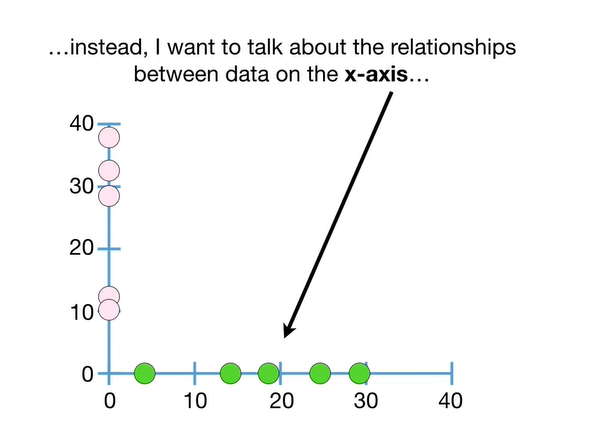 …instead, I want to talk about the relationships
between data on the x-axis…
40
30
20
10
0
0 10 20 30 40